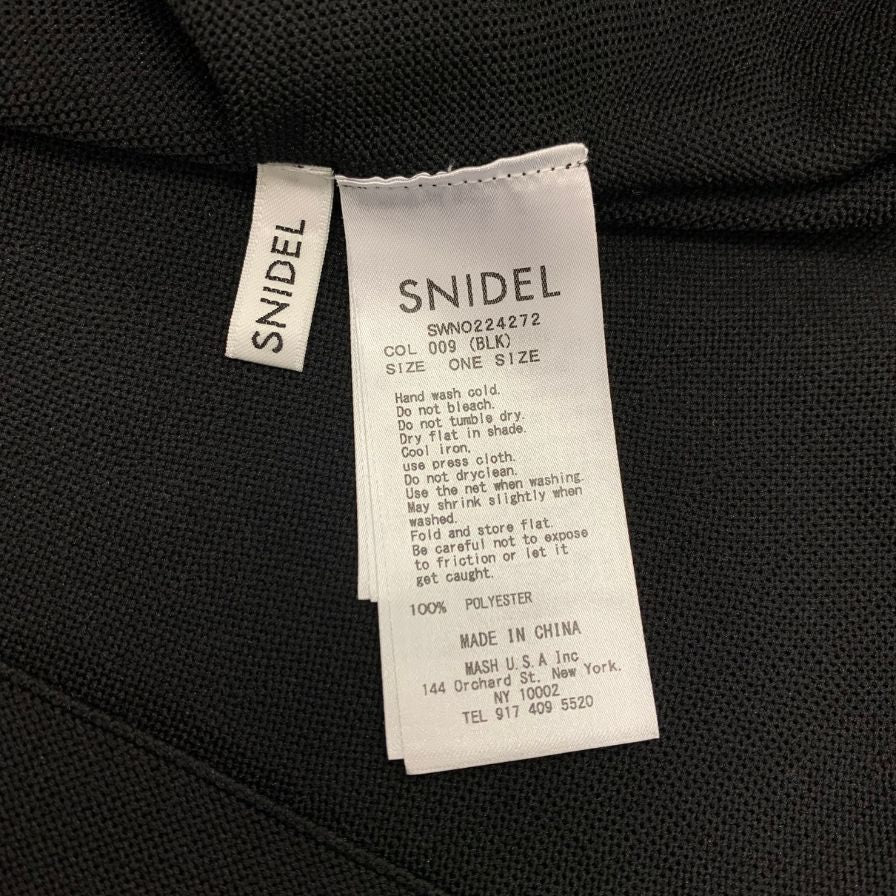 SNIDEL
SNIDEL
SWNO224272
COL 009 (BLK)
SIZE ONE SIZE
Hand wash cold.
Do not bleach.
Do not tumble dry.
Dry flat in shade.
Cool iron,
use press cloth.
Do not dryclean.
Use the net when washing.
May shrink slightly when
washed.
Fold and store flat.
Be careful not to expose
to friction or let it
get caught.
100% POLYESTER
MADE IN CHINA
MASH U.S.A Inc
144 Orchard St. New York.
NY 10002
TEL 917 409 5520